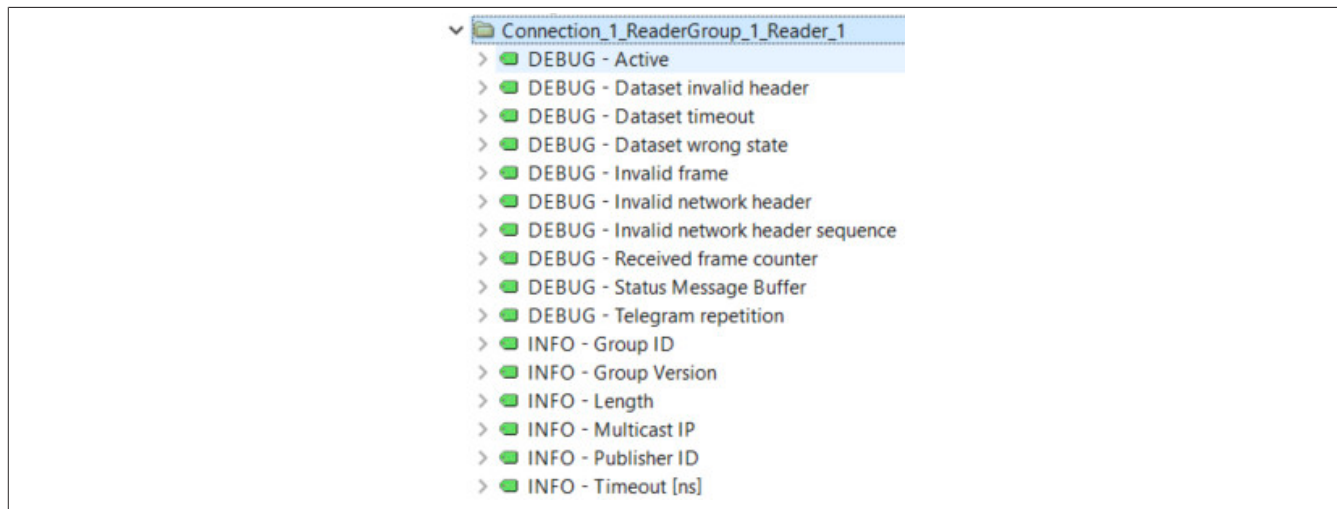 Connection_1_ReaderGroup_1_Reader_1
DEBUG - Active
DEBUG - Dataset invalid header
DEBUG - Dataset timeout
DEBUG - Dataset wrong state
DEBUG - Invalid frame
DEBUG - Invalid network header
DEBUG - Invalid network header sequence
DEBUG - Received frame counter
DEBUG - Status Message Buffer
DEBUG - Telegram repetition
INFO - Group ID
INFO - Group Version
INFO - Length
INFO - Multicast IP
INFO - Publisher ID
INFO - Timeout [ns]